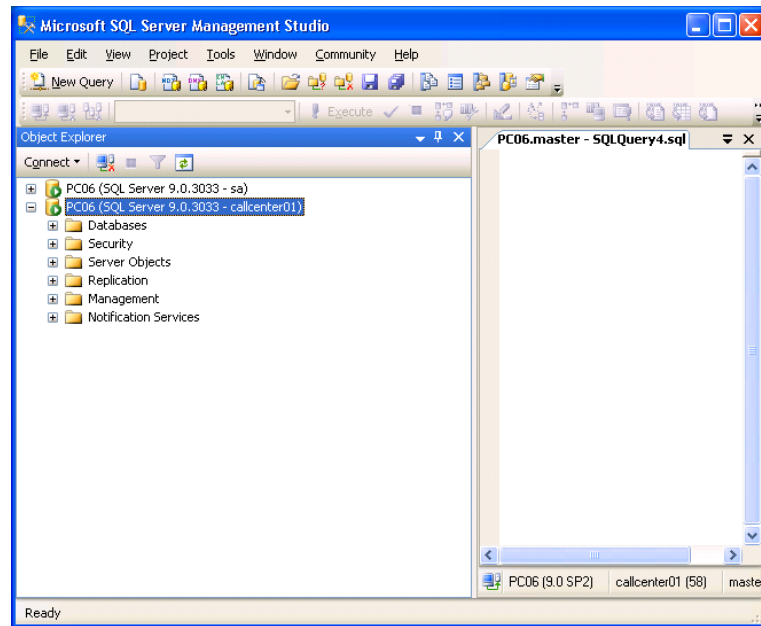 Microsoft SQL Server Management Studio
File Edit View Project Tools Window Community Help
New Query
Execute
Object Explorer
PC06.master - SQLQuery4.sql
Connect
PC06 (SQL Server 9.0.3033 - sa)
PC06 (SQL Server 9.0.3033 - callcenter01)
Databases
Security
Server Objects
Replication
Management
Notification Services
PC06 (9.0 SP2) callcenter01 (58) maste
Ready